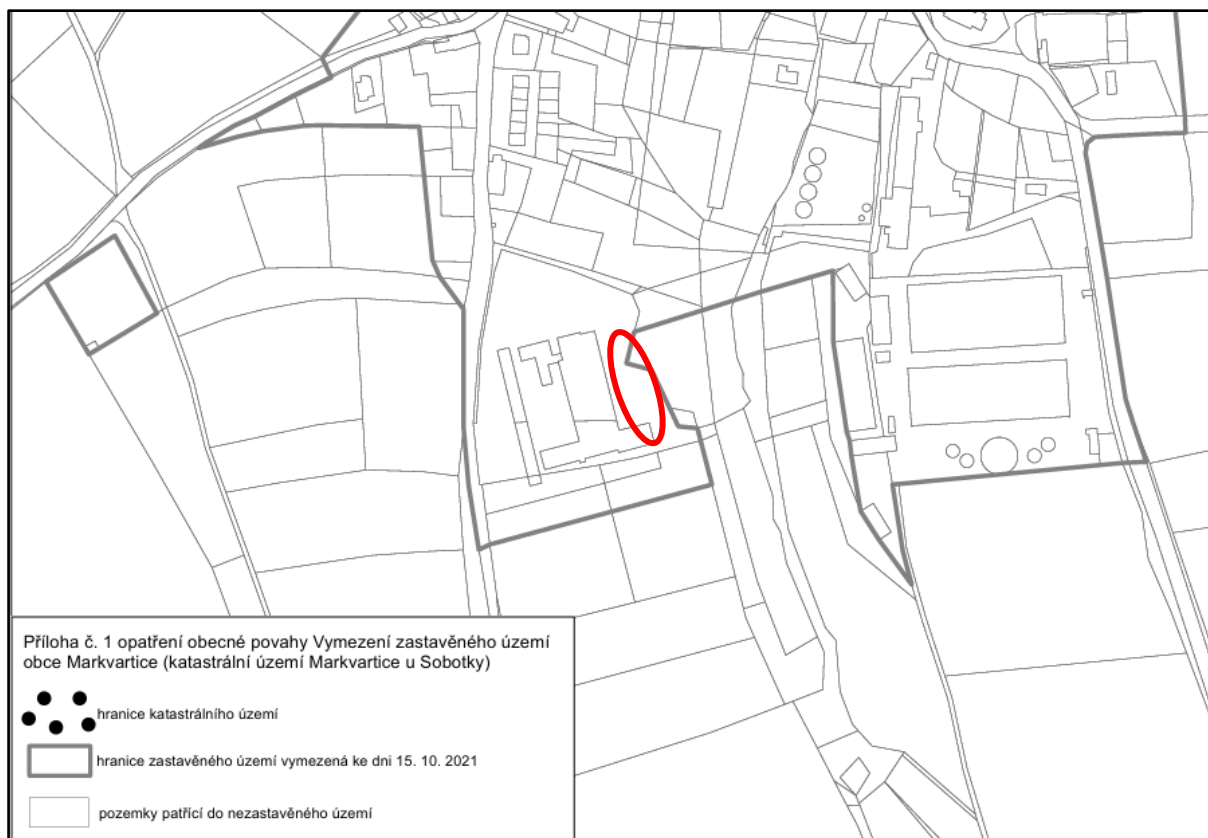 Příloha č. 1 opatření obecné povahy Vymezení zastavěného území
obce Markvartice (katastrální území Markvartice u Sobotky)
hranice katastrálního území
hranice zastavěného území vymezená ke dni 15. 10. 2021
pozemky patřící do nezastavěného území